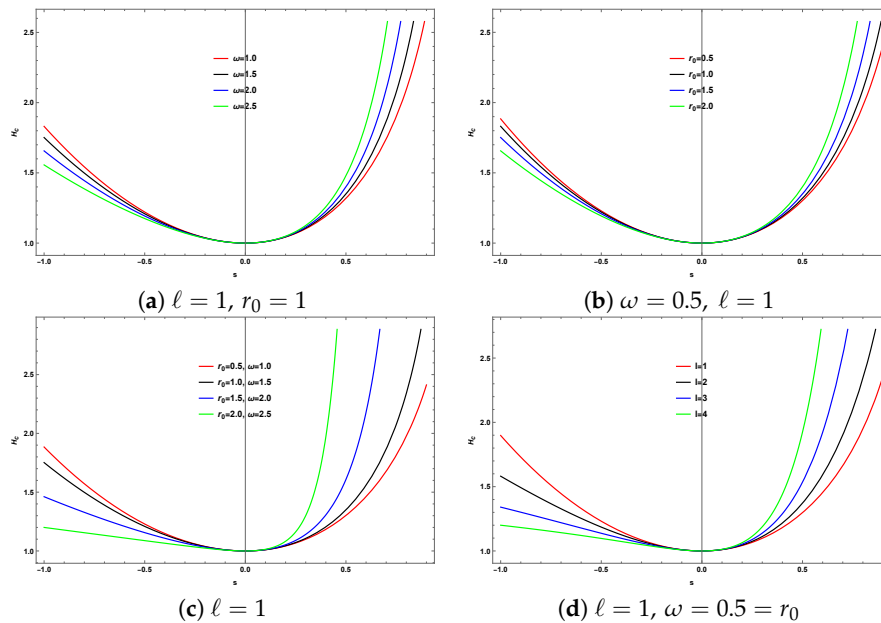 ω=1.0
ω=1.5
ω=2.0
ω=2.5
H_c
2.5
2.0
1.5
1.0
-1.0
-0.5
0.0
0.5
s
(a) ℓ = 1, r₀ = 1
r₀=0.5
r₀=1.0
r₀=1.5
r₀=2.0
H_c
2.5
2.0
1.5
1.0
-1.0
-0.5
0.0
0.5
s
(b) ω = 0.5, ℓ = 1
r₀=0.5, ω=1.0
r₀=1.0, ω=1.5
r₀=1.5, ω=2.0
r₀=2.0, ω=2.5
H_c
2.5
2.0
1.5
1.0
-1.0
-0.5
0.0
0.5
s
(c) ℓ = 1
l=1
l=2
l=3
l=4
H_c
2.5
2.0
1.5
1.0
-1.0
-0.5
0.0
0.5
s
(d) ℓ = 1, ω = 0.5 = r₀